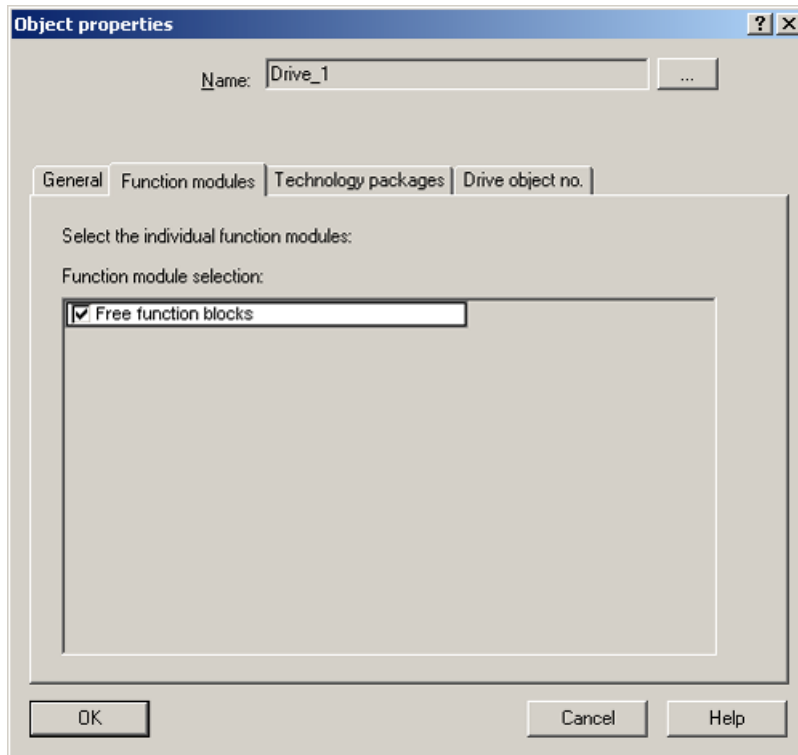 Object properties
? X
Name: Drive_1 ...
General Function modules Technology packages Drive object no.
Select the individual function modules:
Function module selection:
Free function blocks
OK Cancel Help